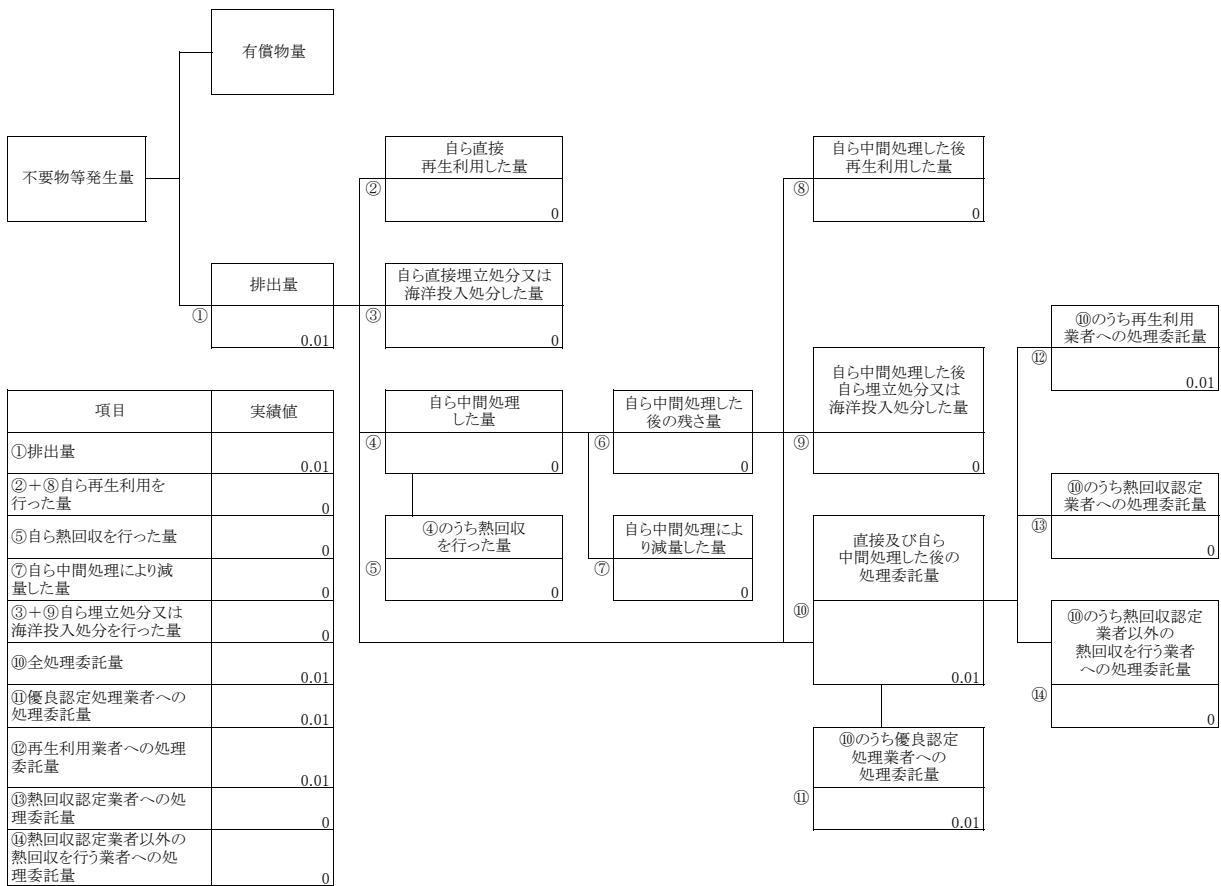 有償物量
不要物等発生量
排出量
①
0.01
自ら直接
再生利用した量
②
0
自ら直接埋立処分又は
海洋投入処分した量
③
0
自ら中間処理
した量
④
0
④のうち熱回収
を行った量
⑤
0
自ら中間処理した
後の残さ量
⑥
0
自ら中間処理によ
り減量した量
⑦
0
自ら中間処理した後
再生利用した量
⑧
0
自ら中間処理した後
自ら埋立処分又は
海洋投入処分した量
⑨
0
直接及び自ら
中間処理した後の
処理委託量
⑩
0.01
⑩のうち優良認定
処理業者への
処理委託量
⑪
0.01
⑩のうち再生利用
業者への処理委託量
⑫
0.01
⑩のうち熱回収認定
業者への処理委託量
⑬
0
⑩のうち熱回収認定
業者以外の
熱回収を行う業者
への処理委託量
⑭
0
項目 実績値
①排出量
0.01
②＋⑧自ら再生利用を
行った量
0
⑤自ら熱回収を行った量
0
⑦自ら中間処理により減
量した量
0
③＋⑨自ら埋立処分又は
海洋投入処分を行った量
0
⑩全処理委託量
0.01
⑪優良認定処理業者への
処理委託量
0.01
⑫再生利用業者への処理
委託量
0.01
⑬熱回収認定業者への処
理委託量
0
⑭熱回収認定業者以外の
熱回収を行う業者への処
理委託量
0